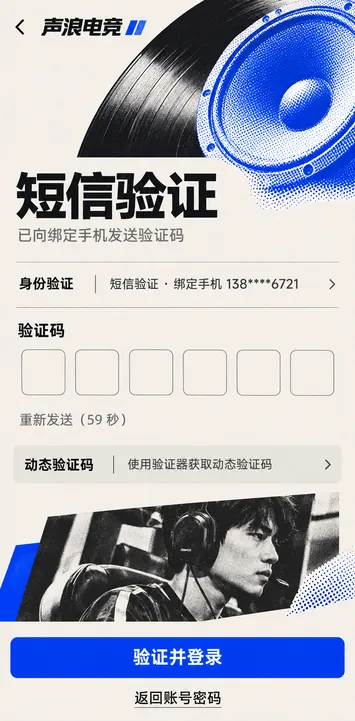 声浪电竞
短信验证
已向绑定手机发送验证码
身份验证 短信验证 · 绑定手机 138****6721
验证码
重新发送（59 秒）
动态验证码 使用验证器获取动态验证码
验证并登录
返回账号密码